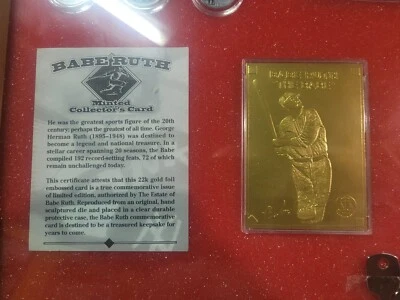 BABE RUTH
Minted
Collector's Card
He was the greatest sports figure of the 20th
century; perhaps the greatest of all time. George
Herman Ruth (1895-1948) was destined to
become a legend and national treasure, in a
stellar career spanning 20 seasons, the Babe
compiled 192 record-setting feats, 72 of which
remain unchallenged today.
This certificate attests that this 22k gold foil
embossed card is a true commemorative issue
of limited edition, authorized by The Estate of
Babe Ruth. Reproduced from an original, hand
sculptured die and placed in a clear durable
protective case, the Babe Ruth commemorative
card is destined to be a treasured keepsake for
years to come.
BABE RUTH
"THE BABE"